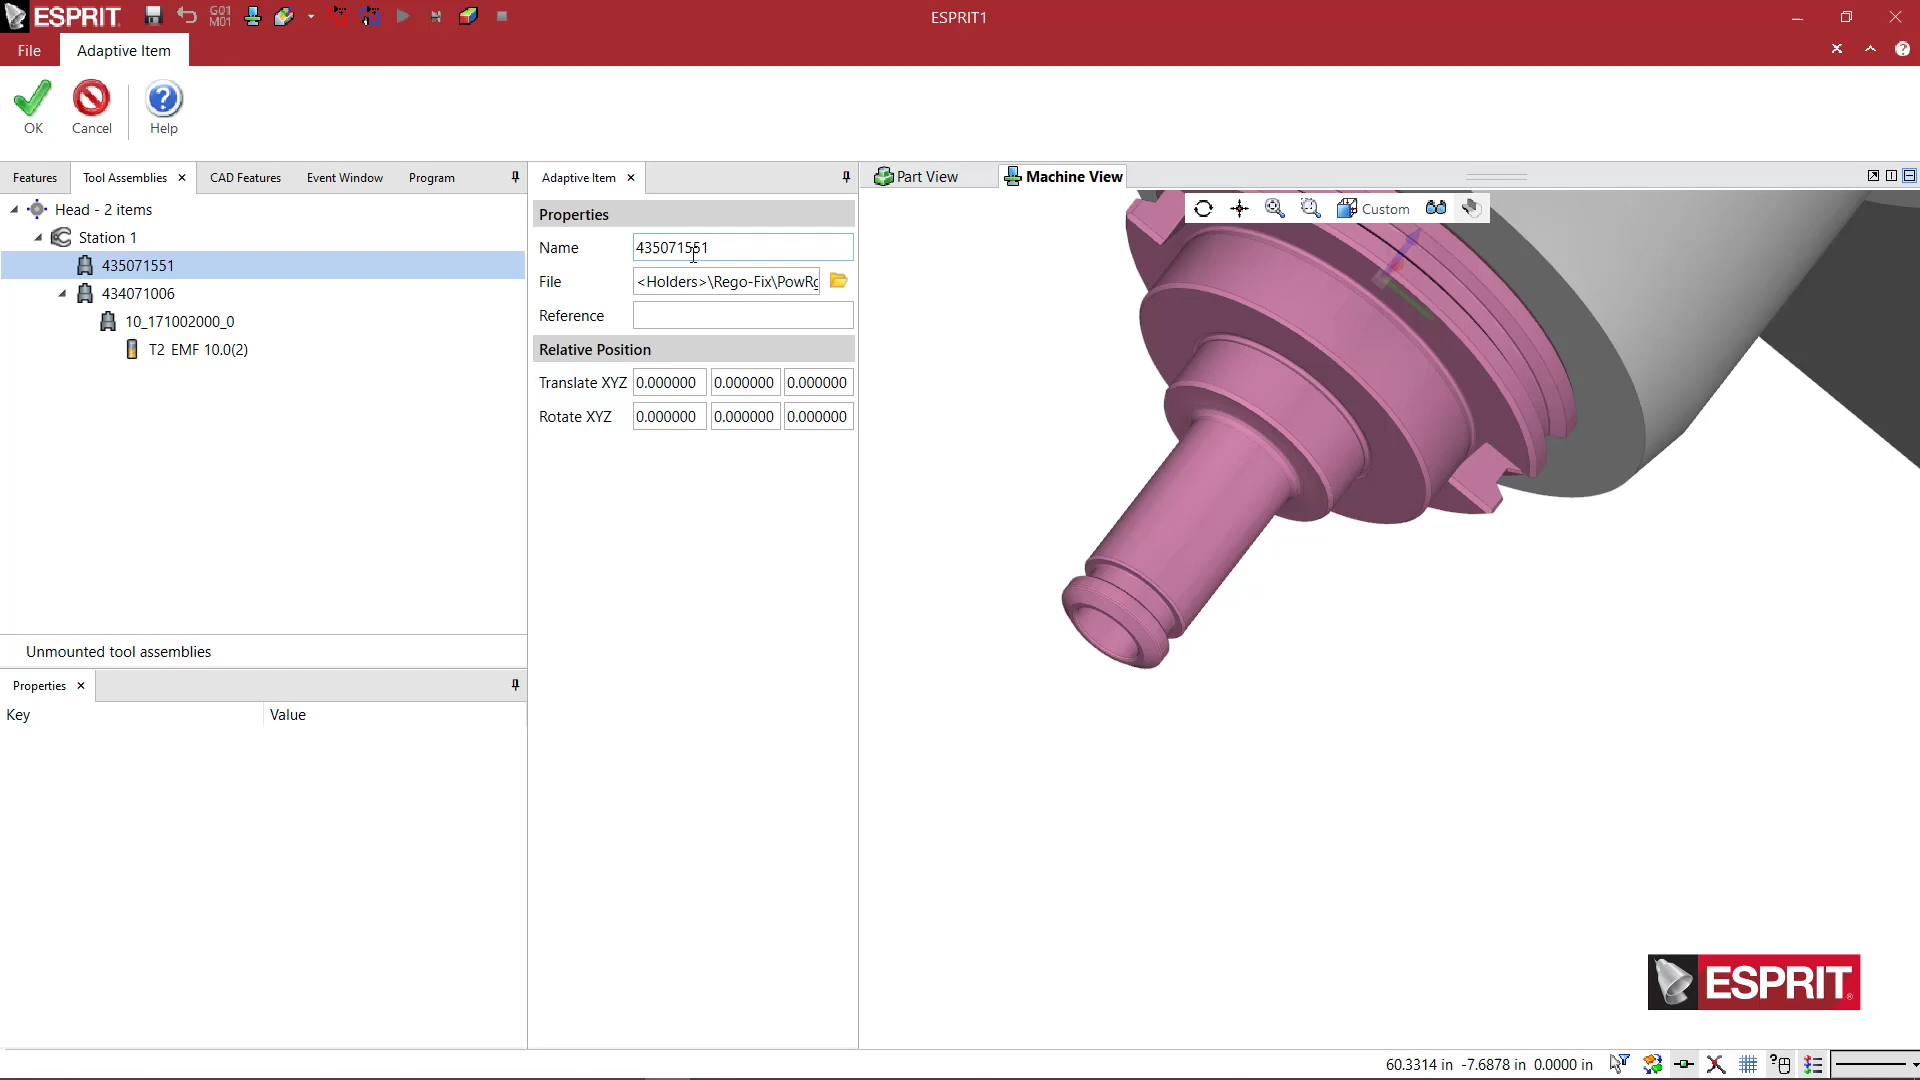 ESPRIT
G01
M01
ESPRIT1
File
Adaptive Item
OK
Cancel
Help
Features
Tool Assemblies
CAD Features
Event Window
Program
Head - 2 items
Station 1
435071551
434071006
10_171002000_0
T2 EMF 10.0(2)
Unmounted tool assemblies
Properties
Key
Value
Adaptive Item
Properties
Name
435071551
File
<Holders>\Rego-Fix\PowRg
Reference
Relative Position
Translate XYZ
0.000000
0.000000
0.000000
Rotate XYZ
0.000000
0.000000
0.000000
Part View
Machine View
Custom
ESPRIT
60.3314 in -7.6878 in 0.0000 in